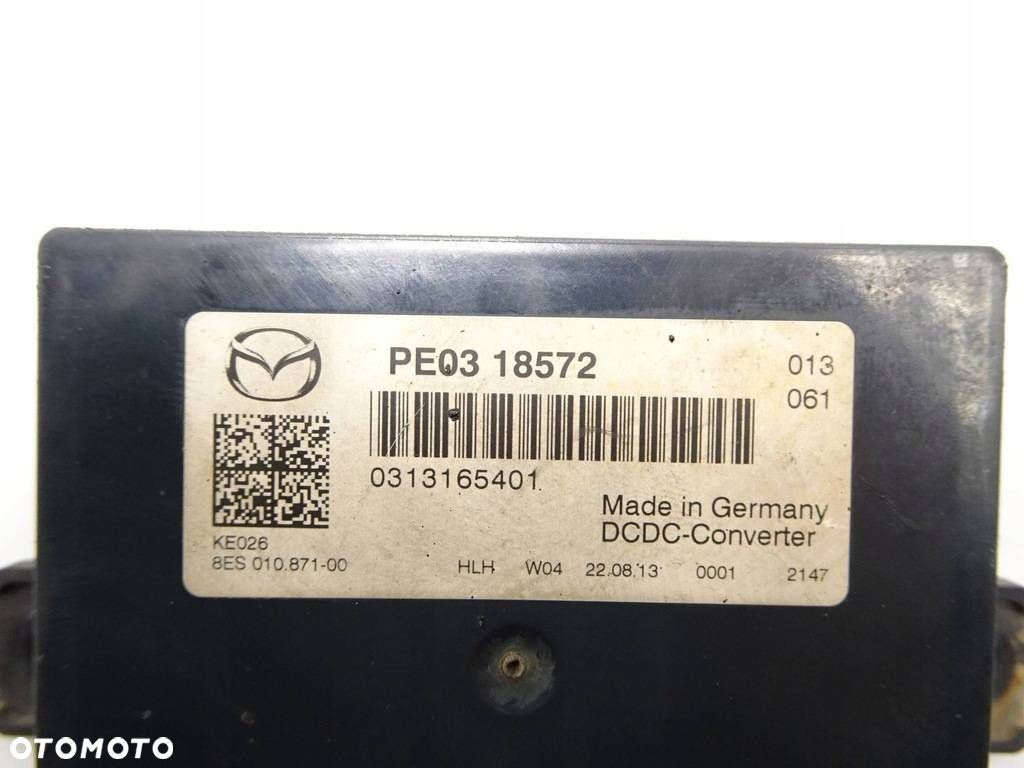 PE03 18572
013
061
0313165401
Made in Germany
DCDC-Converter
KE026
8ES 010.871-00 HLH W04 22.08.13 0001 2147
OTOMOTO